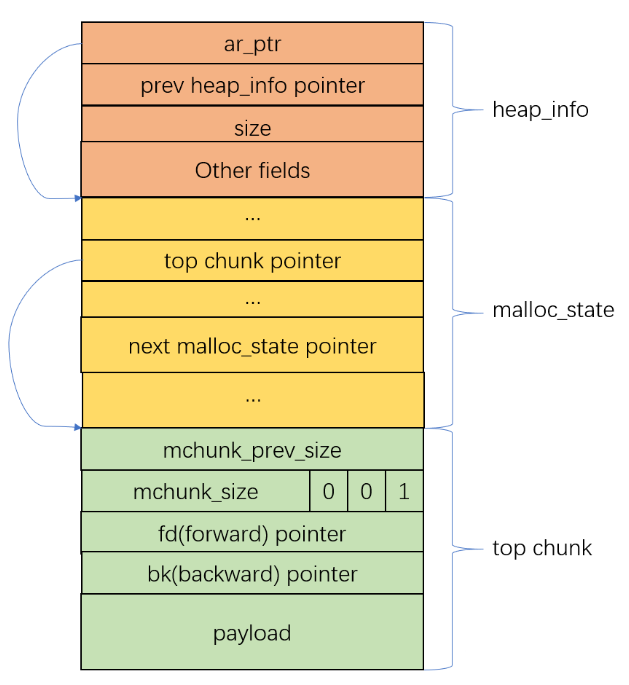 ar_ptr
prev heap_info pointer
size
Other fields
heap_info
...
top chunk pointer
...
next malloc_state pointer
...
malloc_state
mchunk_prev_size
mchunk_size 0 0 1
fd(forward) pointer
bk(backward) pointer
payload
top chunk